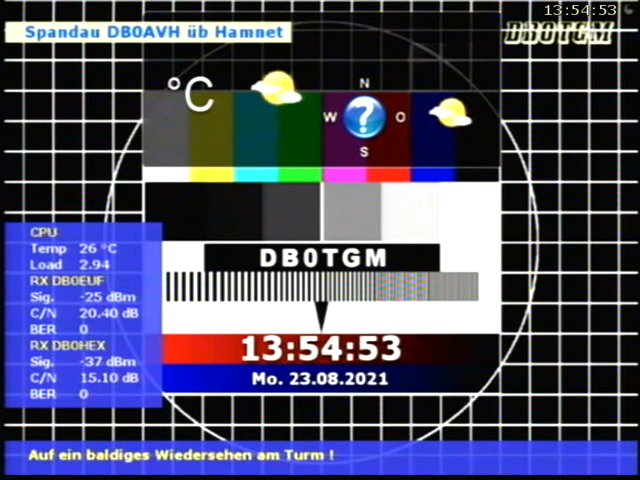 13:54:53
Spandau DB0AVH üb Hamnet
DB0TGM
°C
N
W ? O
S
CPU
Temp 26 °C
Load 2.94
RX DB0EUF
Sig. -25 dBm
C/N 20.40 dB
BER 0
RX DB0HEX
Sig. -37 dBm
C/N 15.10 dB
BER 0
DB0TGM
13:54:53
Mo. 23.08.2021
Auf ein baldiges Wiedersehen am Turm !